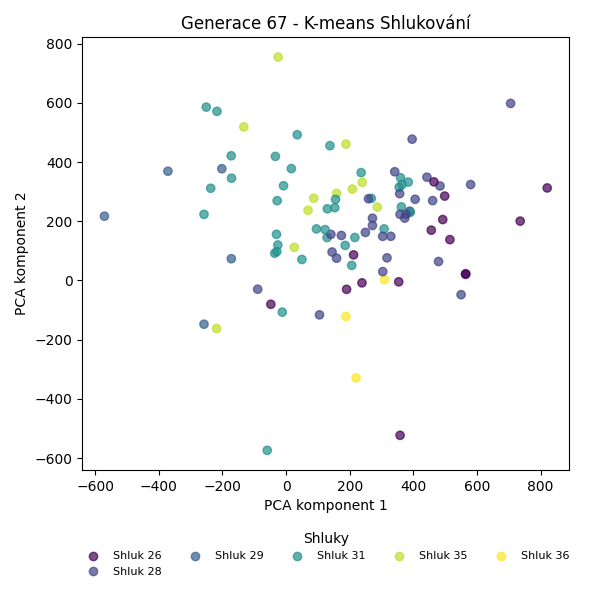 Generace 67 - K-means Shlukování
800
600
400
200
0
−200
−400
−600
PCA komponent 2
−600 −400 −200 0 200 400 600 800
PCA komponent 1
Shluky
Shluk 26 Shluk 29 Shluk 31 Shluk 35 Shluk 36
Shluk 28